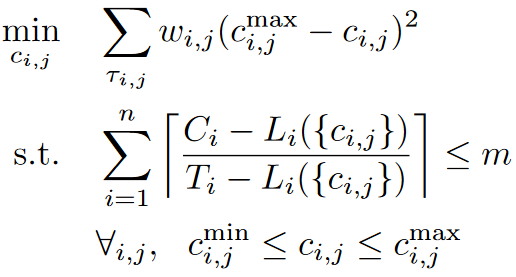 \min_{c_{i,j}} \sum_{\tau_{i,j}} w_{i,j}(c_{i,j}^{\max} - c_{i,j})^2
\text{s.t.} \sum_{i=1}^{n} \left\lceil \frac{C_i - L_i(\{c_{i,j}\})}{T_i - L_i(\{c_{i,j}\})} \right\rceil \leq m
\forall_{i,j}, \ c_{i,j}^{\min} \leq c_{i,j} \leq c_{i,j}^{\max}